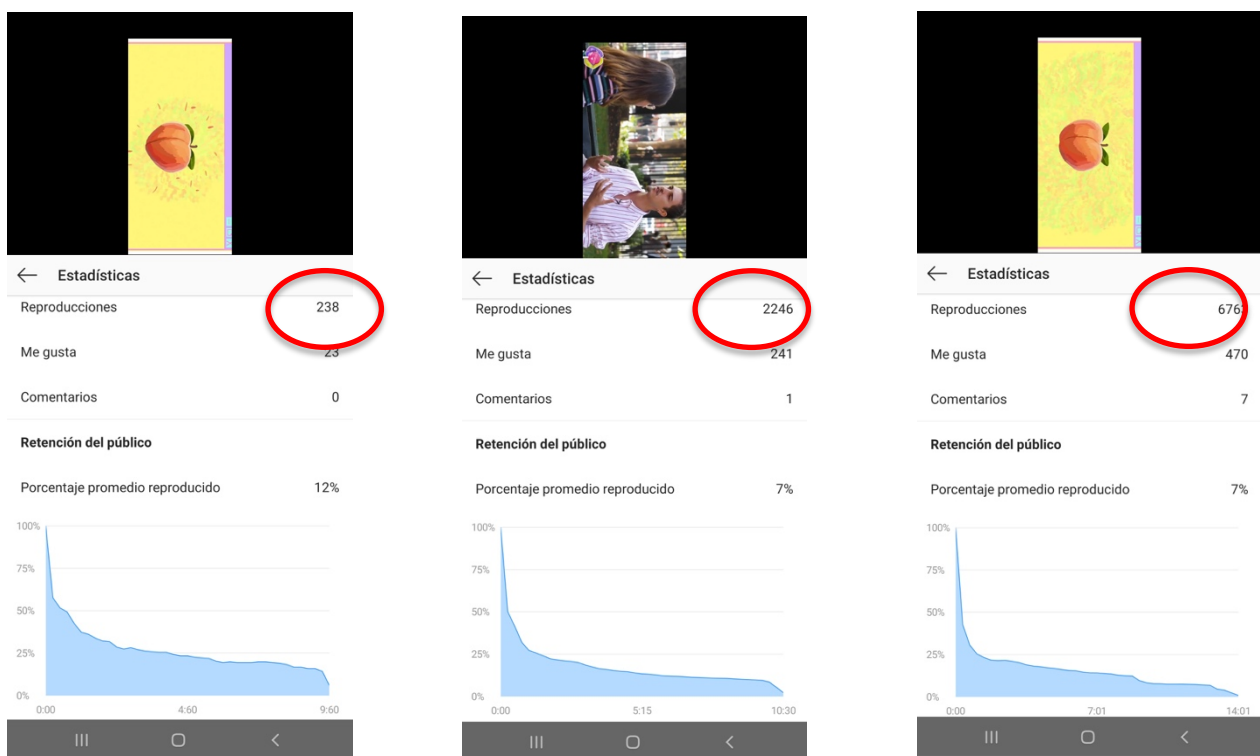 Estadísticas
Reproducciones 238
Me gusta 23
Comentarios 0
Retención del público
Porcentaje promedio reproducido 12%
100%
75%
50%
25%
0%
0:00 4:60 9:60
Estadísticas
Reproducciones 2246
Me gusta 241
Comentarios 1
Retención del público
Porcentaje promedio reproducido 7%
100%
75%
50%
25%
0%
0:00 5:15 10:30
Estadísticas
Reproducciones 6763
Me gusta 470
Comentarios 7
Retención del público
Porcentaje promedio reproducido 7%
100%
75%
50%
25%
0%
0:00 7:01 14:01